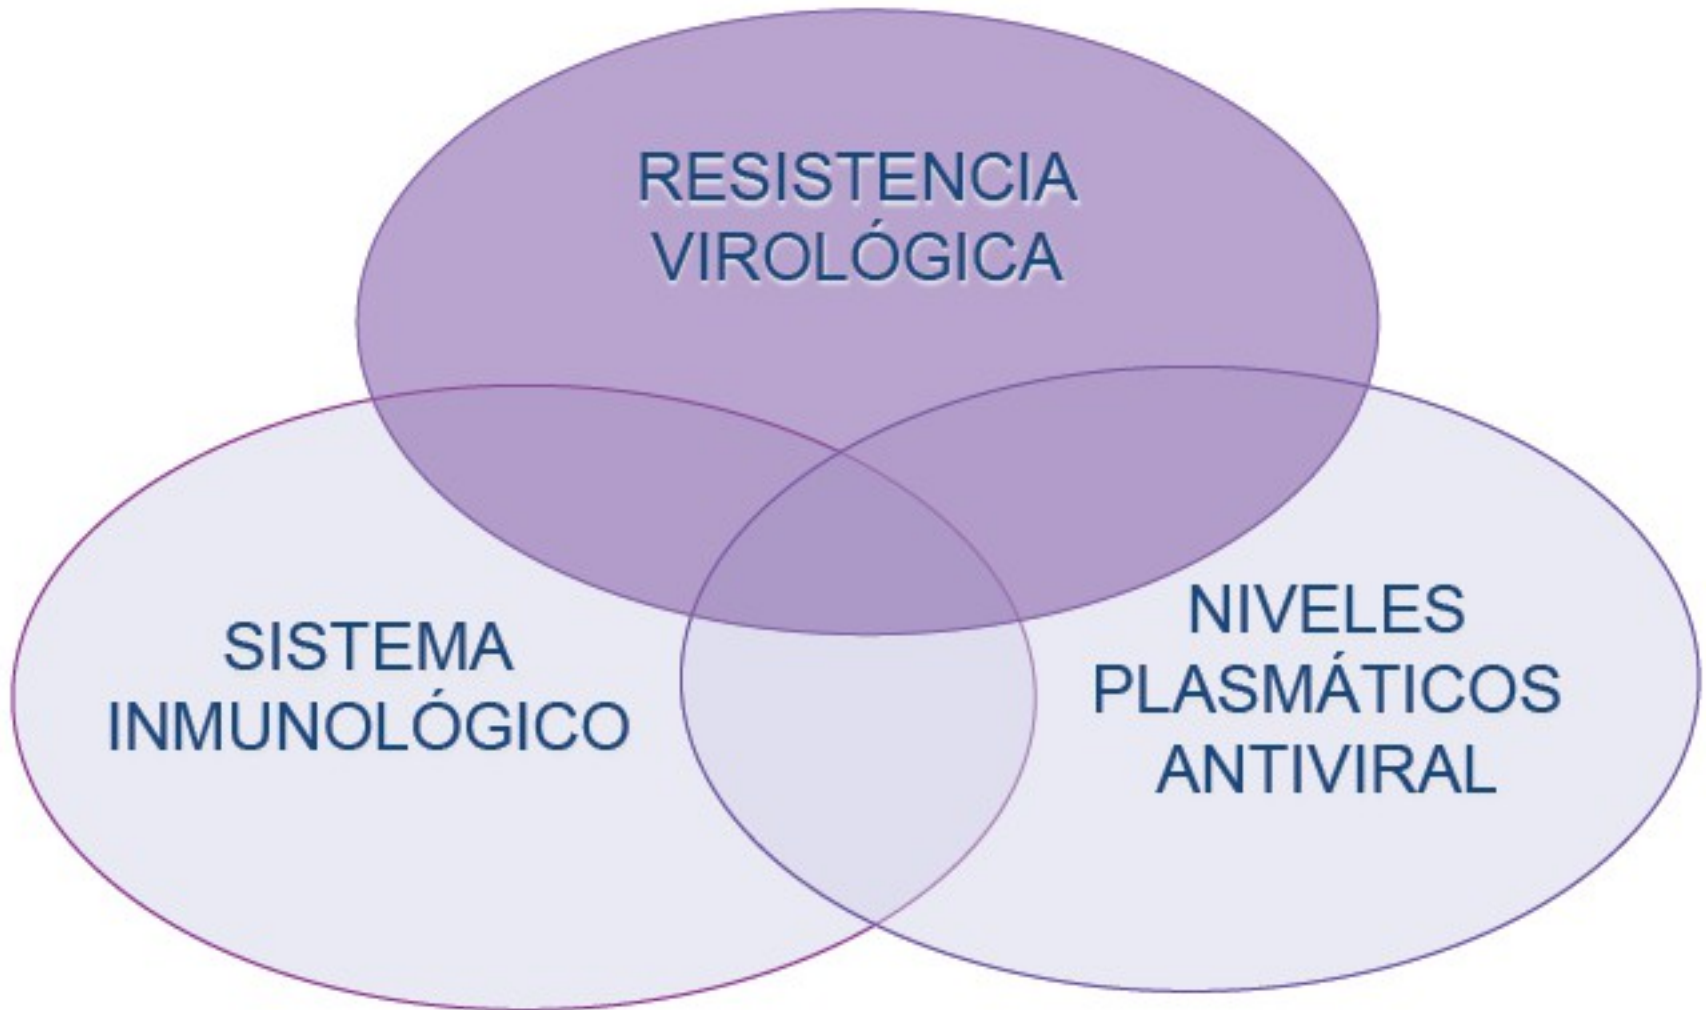 RESISTENCIA
VIROLÓGICA
SISTEMA
INMUNOLÓGICO
NIVELES
PLASMÁTICOS
ANTIVIRAL